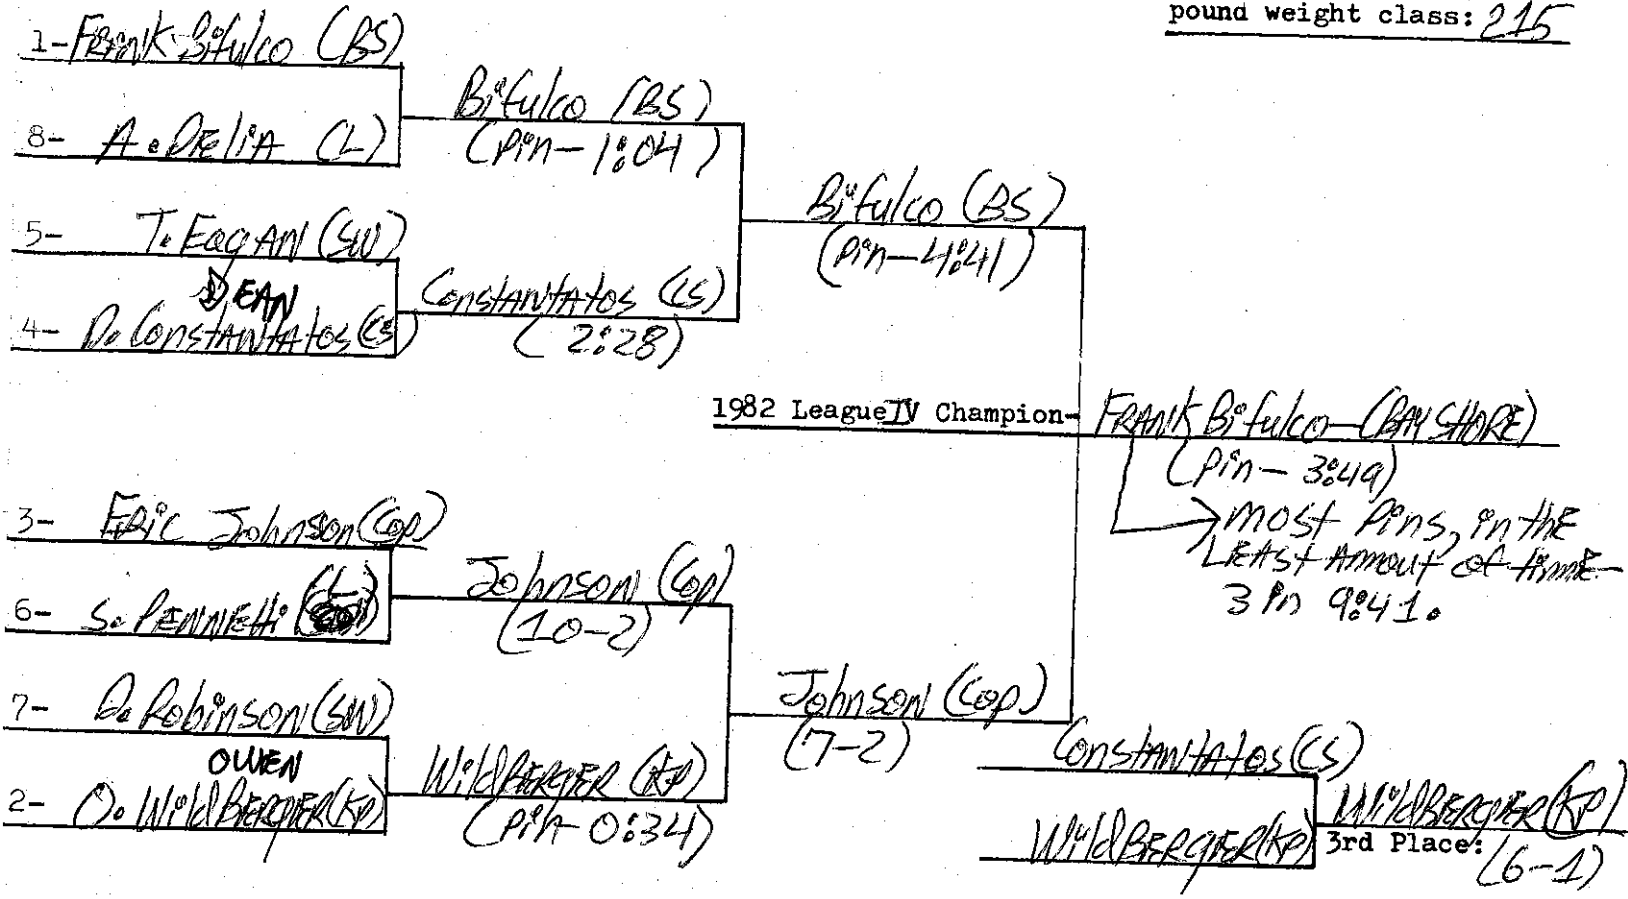 pound weight class: 215
1- FRANK Bifulco (BS)
Bifulco (BS)
8- A. DElIA (L)
(Pin- 1:04)
Bifulco (BS)
5- T. EagAN (SW)
(Pin-4:41)
DEAN
Constantatos (CS)
4- D. Constantatos (CS)
(2:28)
1982 League IV Champion- FRANK Bifulco-(BAY SHORE)
(Pin- 3:49)
most Pins, in thE
LEAst Amout of timE-
3 in 9:41.
3- ERic Johnson (Cop)
Johnson (Cop)
6- S. PENNEtti (L)
(10-2)
7- D. Robinson (SW)
Johnson (Cop)
(7-2)
OWEN
WildBERgER (KP)
2- O. WildBERgER (KP)
(Pin-0:34)
Constantatos (CS)
WildBERgER (KP)
WildBERgER (KP)
3rd Place: (6-1)